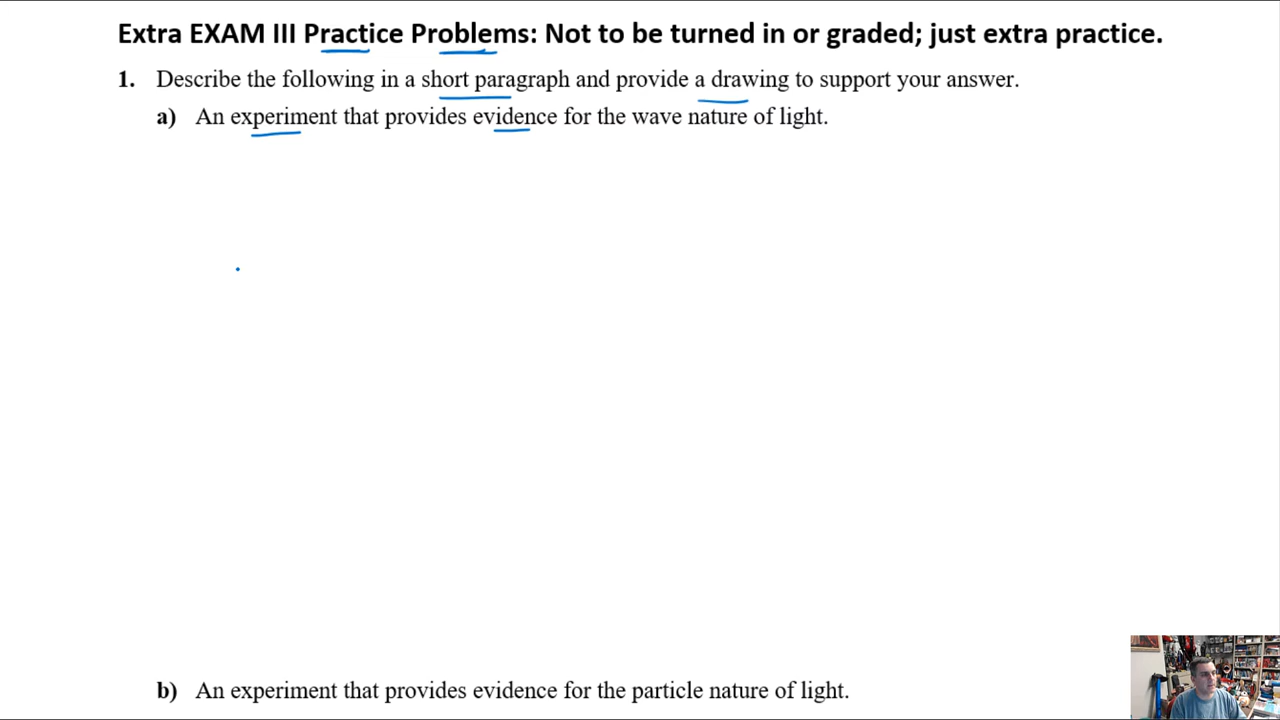 Extra EXAM III Practice Problems: Not to be turned in or graded; just extra practice.
1. Describe the following in a short paragraph and provide a drawing to support your answer.
a) An experiment that provides evidence for the wave nature of light.
b) An experiment that provides evidence for the particle nature of light.